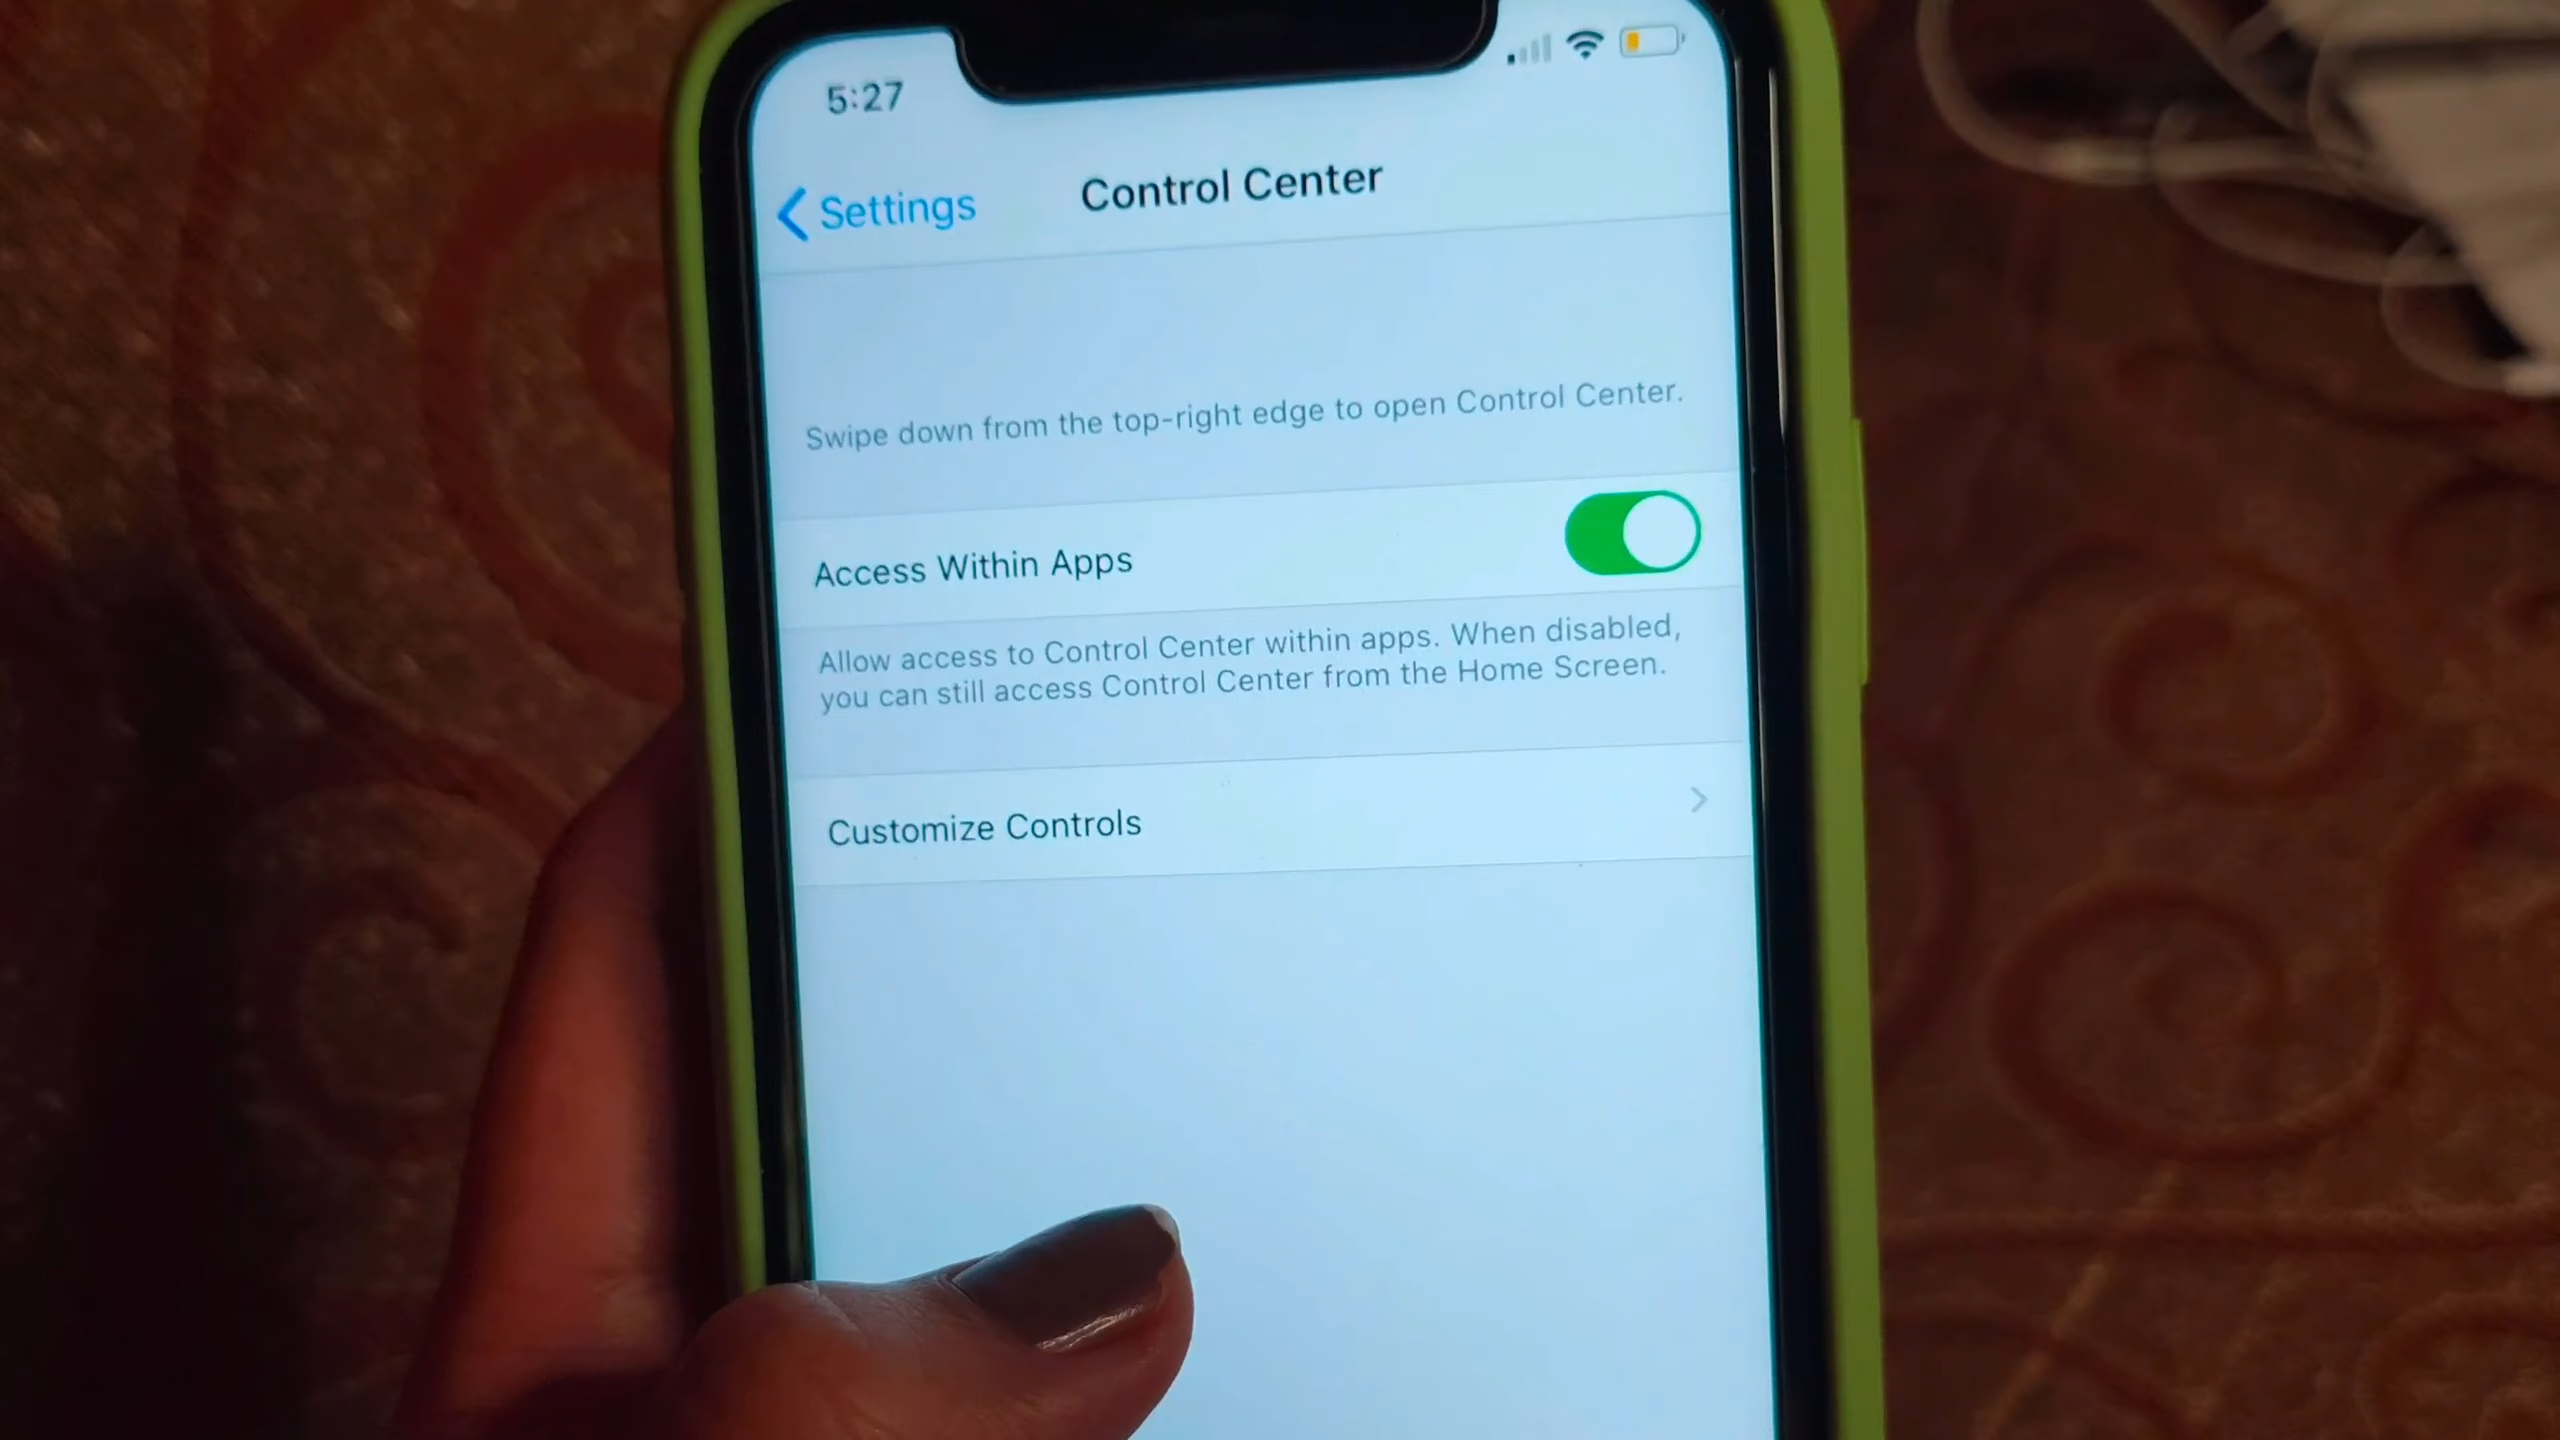 5:27
Settings
Control Center
Swipe down from the top-right edge to open Control Center.
Access Within Apps
Allow access to Control Center within apps. When disabled,
you can still access Control Center from the Home Screen.
Customize Controls